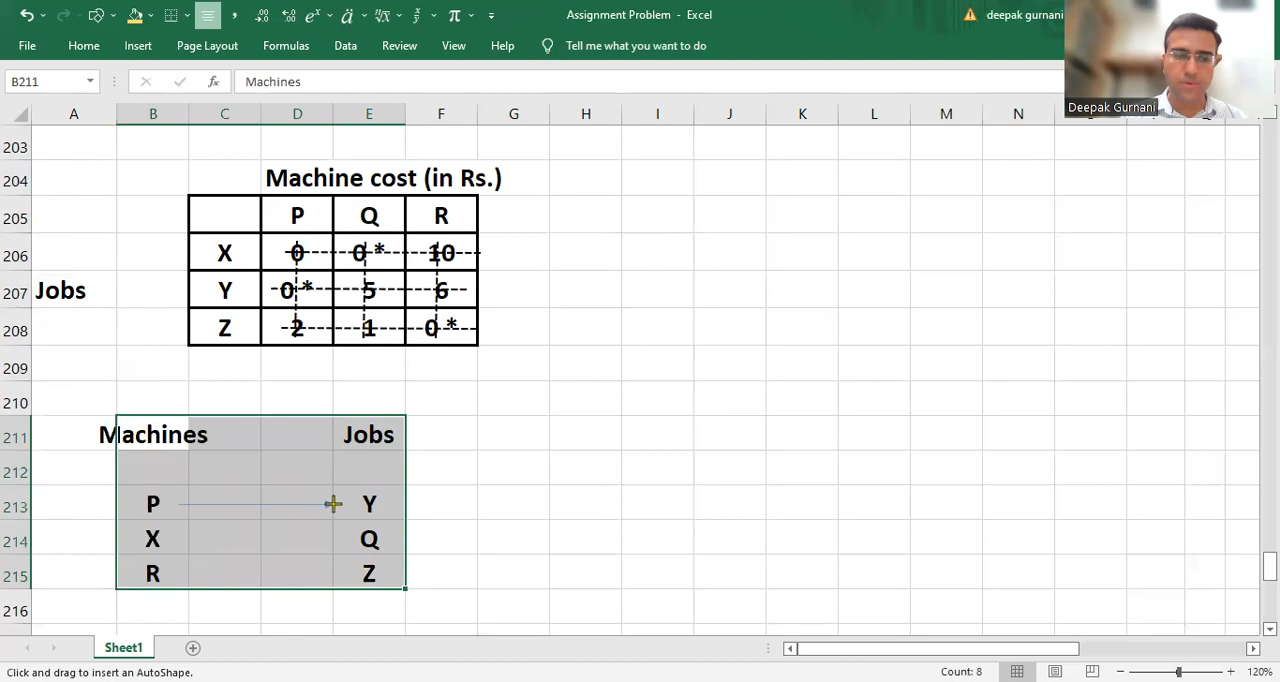 Assignment Problem - Excel
deepak gurnani
File Home Insert Page Layout Formulas Data Review View Help Tell me what you want to do
B211 fx Machines
Deepak Gurnani
A B C D E F G H I J K L M N
203
204 Machine cost (in Rs.)
205 P Q R
206 X 0 0 * 10
207 Jobs Y 0 * 5 6
208 Z 2 1 0 *
209
210
211 Machines Jobs
212
213 P Y
214 X Q
215 R Z
216
Sheet1
Click and drag to insert an AutoShape. Count: 8 120%